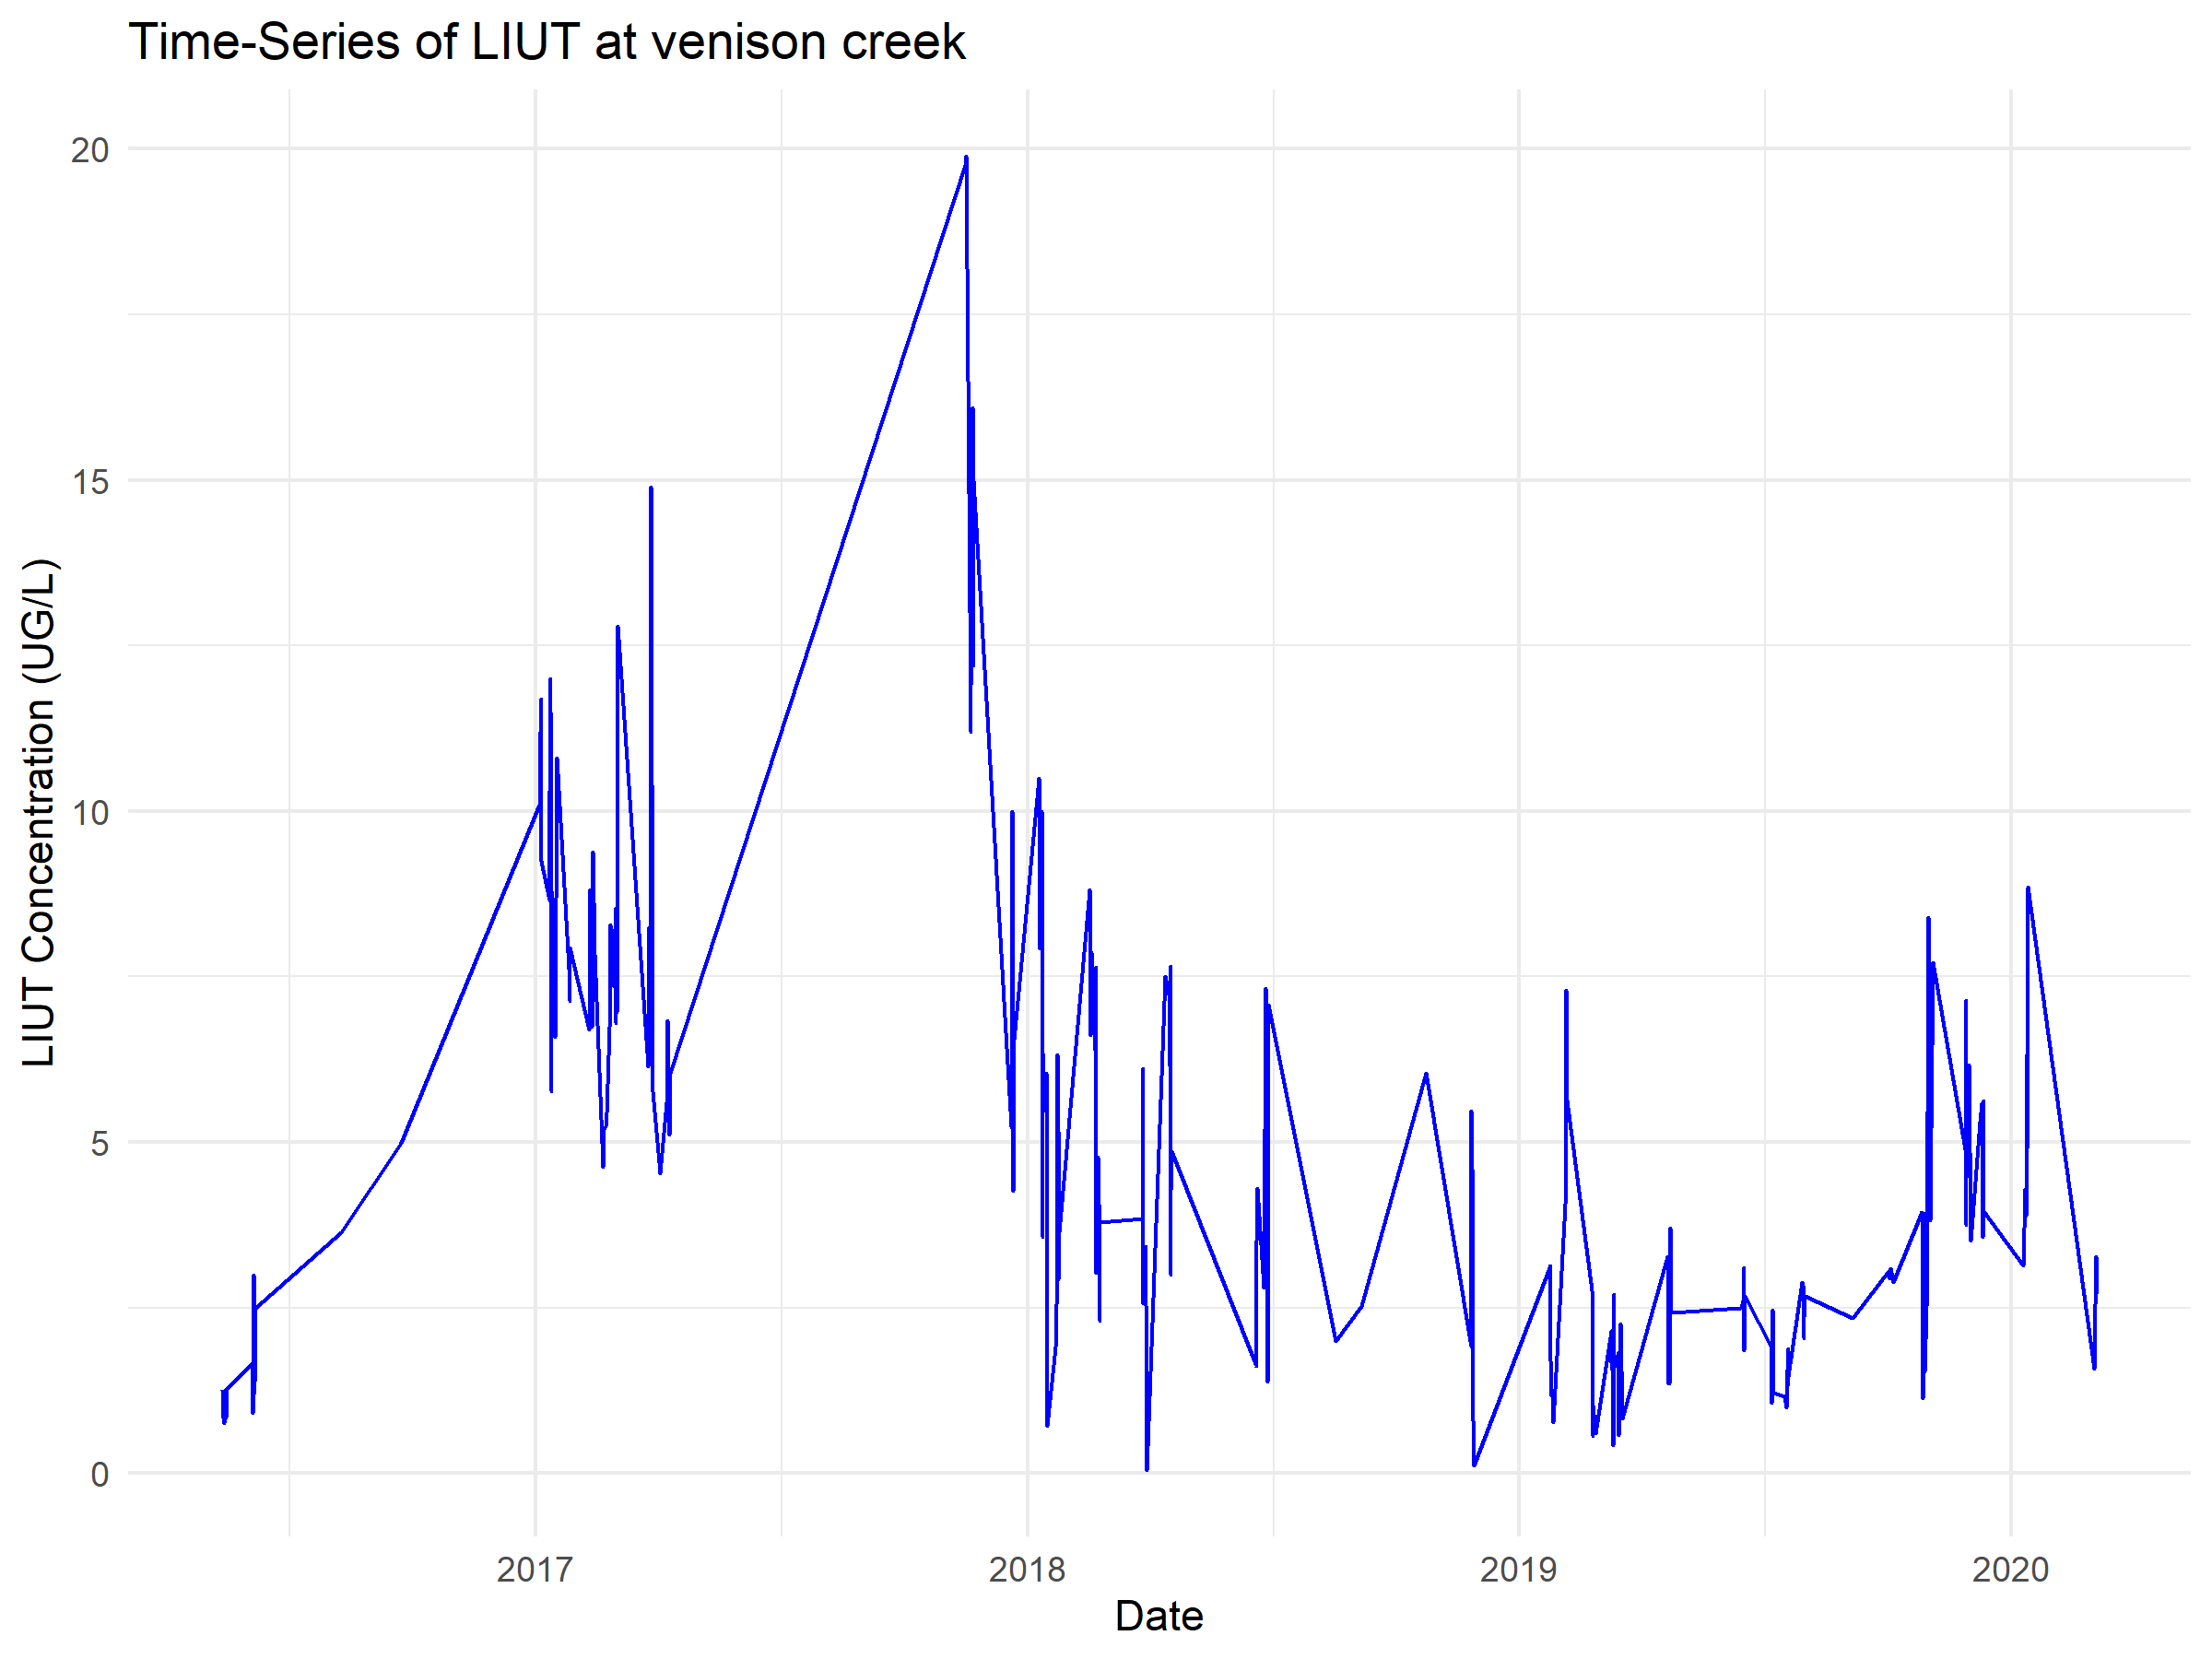 Time-Series of LIUT at venison creek
LIUT Concentration (UG/L)
20
15
10
5
0
2017 2018 2019 2020
Date